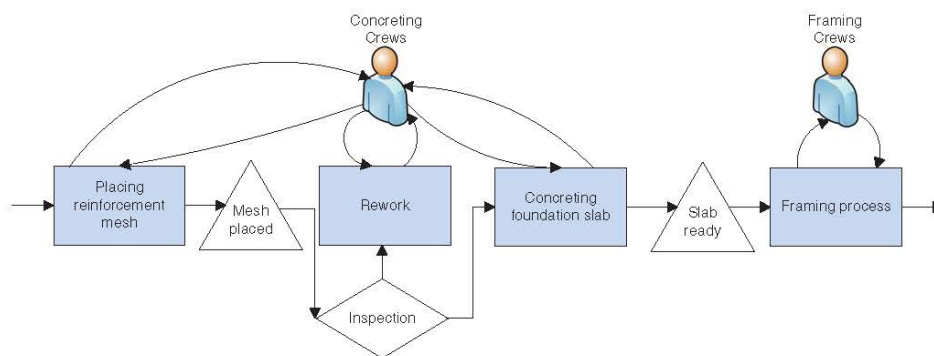 Concreting
Crews
Framing
Crews
Placing
reinforcement
mesh
Mesh
placed
Rework
Concreting
foundation slab
Slab
ready
Framing process
Inspection